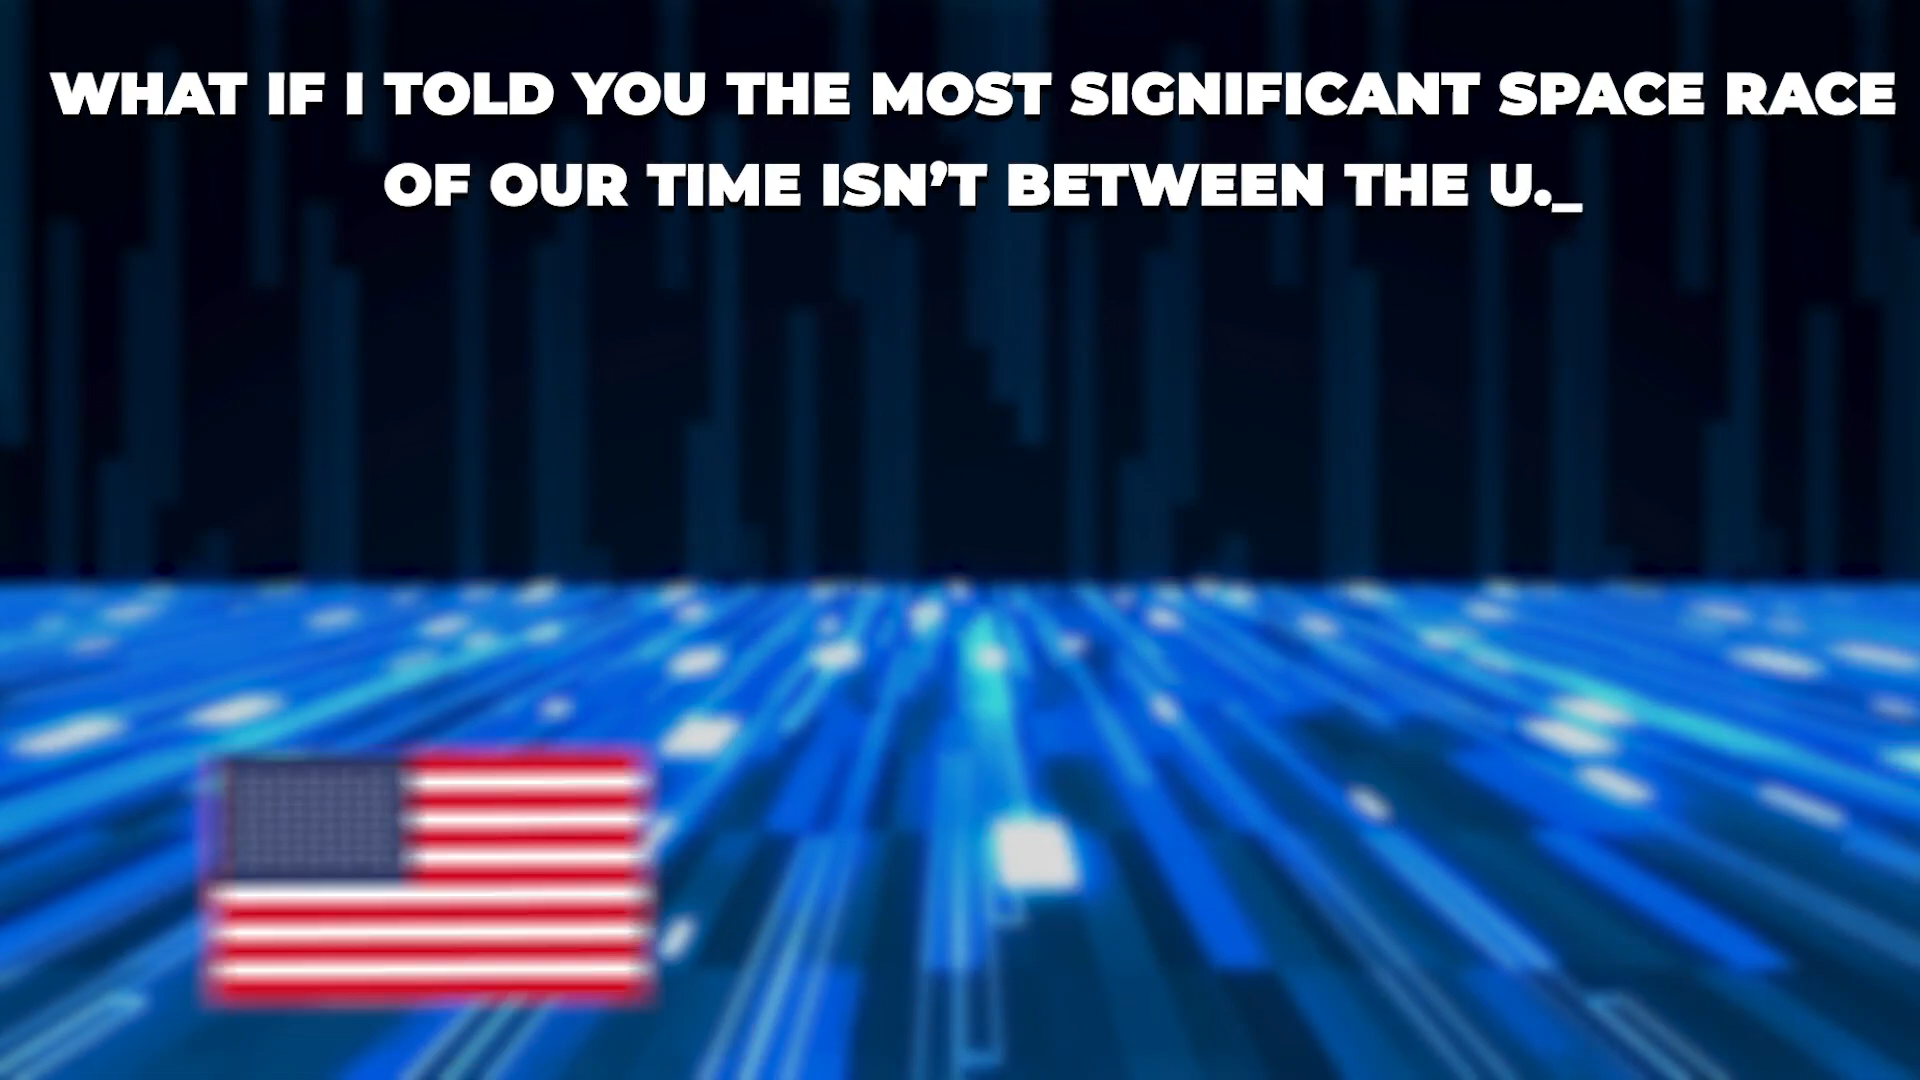 WHAT IF I TOLD YOU THE MOST SIGNIFICANT SPACE RACE
OF OUR TIME ISN’T BETWEEN THE U._